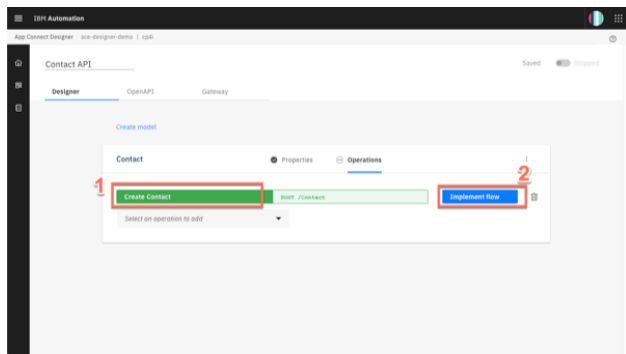 IBM Automation
App Connect Designer ace-designer-demo | cp4i
Contact API
Saved Stopped
Designer OpenAPI Gateway
Create model
Contact Properties Operations
1 2
Create Contact POST /Contact Implement flow
Select an operation to add